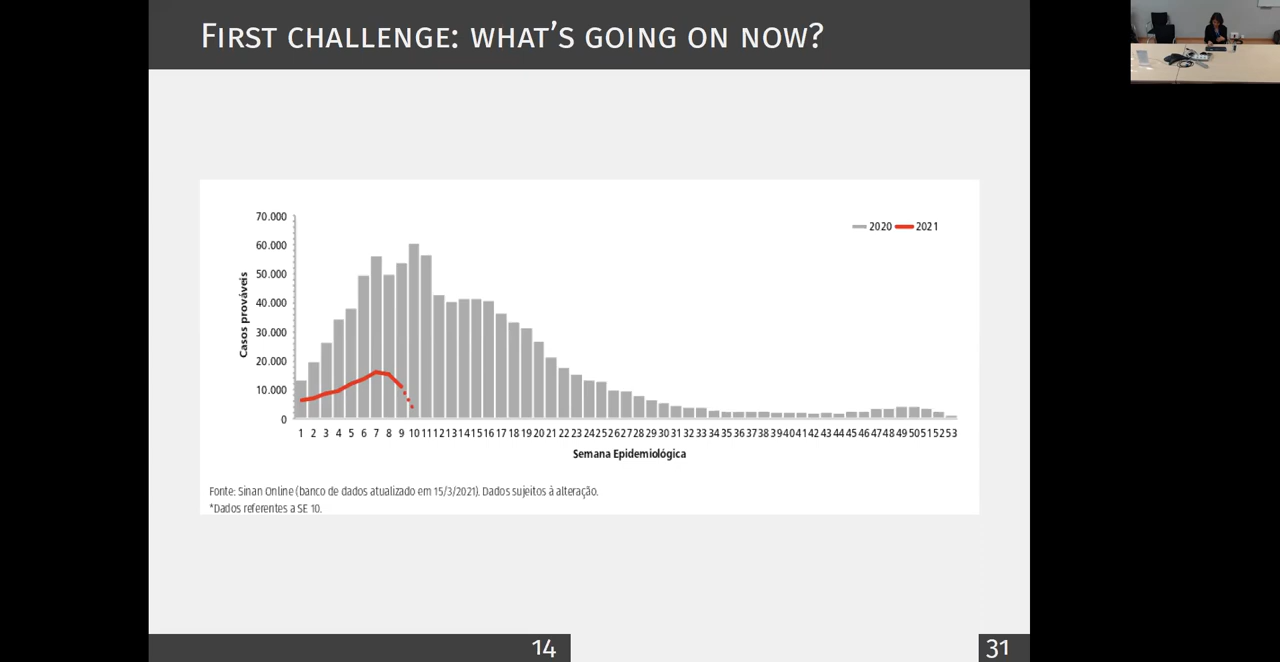 FIRST CHALLENGE: WHAT'S GOING ON NOW?
70.000
60.000
50.000
40.000
30.000
20.000
10.000
0
Casos prováveis
2020 2021
1 2 3 4 5 6 7 8 9 10 11 12 13 14 15 16 17 18 19 20 21 22 23 24 25 26 27 28 29 30 31 32 33 34 35 36 37 38 39 40 41 42 43 44 45 46 47 48 49 50 51 52 53
Semana Epidemiológica
Fonte: Sinan Online (banco de dados atualizado em 15/3/2021). Dados sujeitos à alteração.
*Dados referentes a SE 10.
14
31